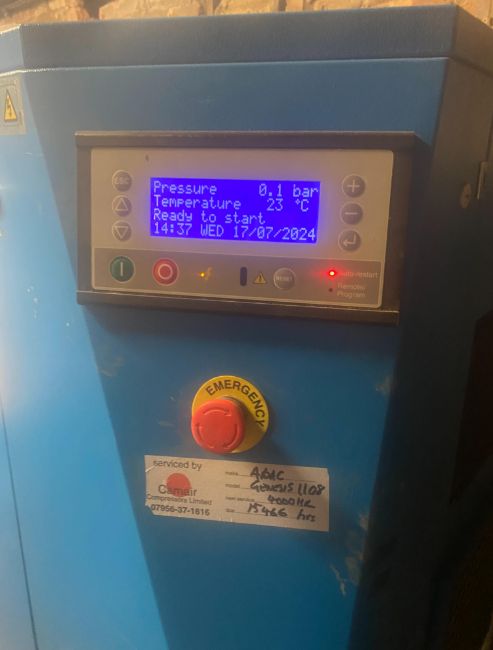 Pressure 0.1 bar
Temperature 23 °C
Ready to start
14:37 WED 17/07/2024
ESC
RESET
Auto-restart
Remote/
Program
EMERGENCY
serviced by
Camair
Compressors Limited
07956-37-1616
make ABAC
model GENESIS 1108
next service 4000HR
due 15466 hrs